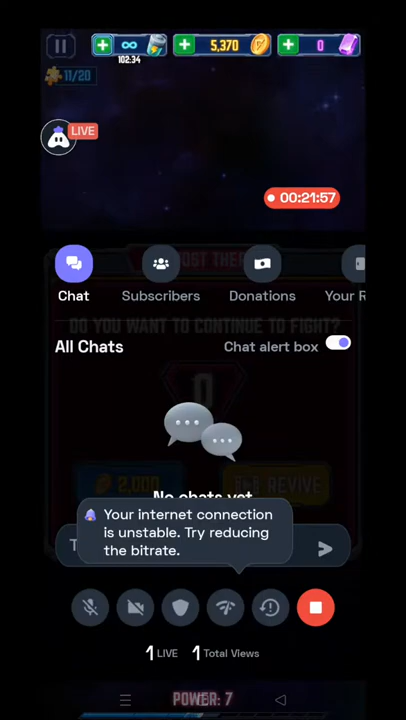 ∞
5,370
0
102:34
11/20
LIVE
00:21:57
Chat
Subscribers
Donations
Your R
DO YOU WANT TO CONTINUE TO FIGHT?
All Chats
Chat alert box
0
No chats yet
2,000
REVIVE
Your internet connection
is unstable. Try reducing
the bitrate.
T
1 LIVE 1 Total Views
POWER: 7